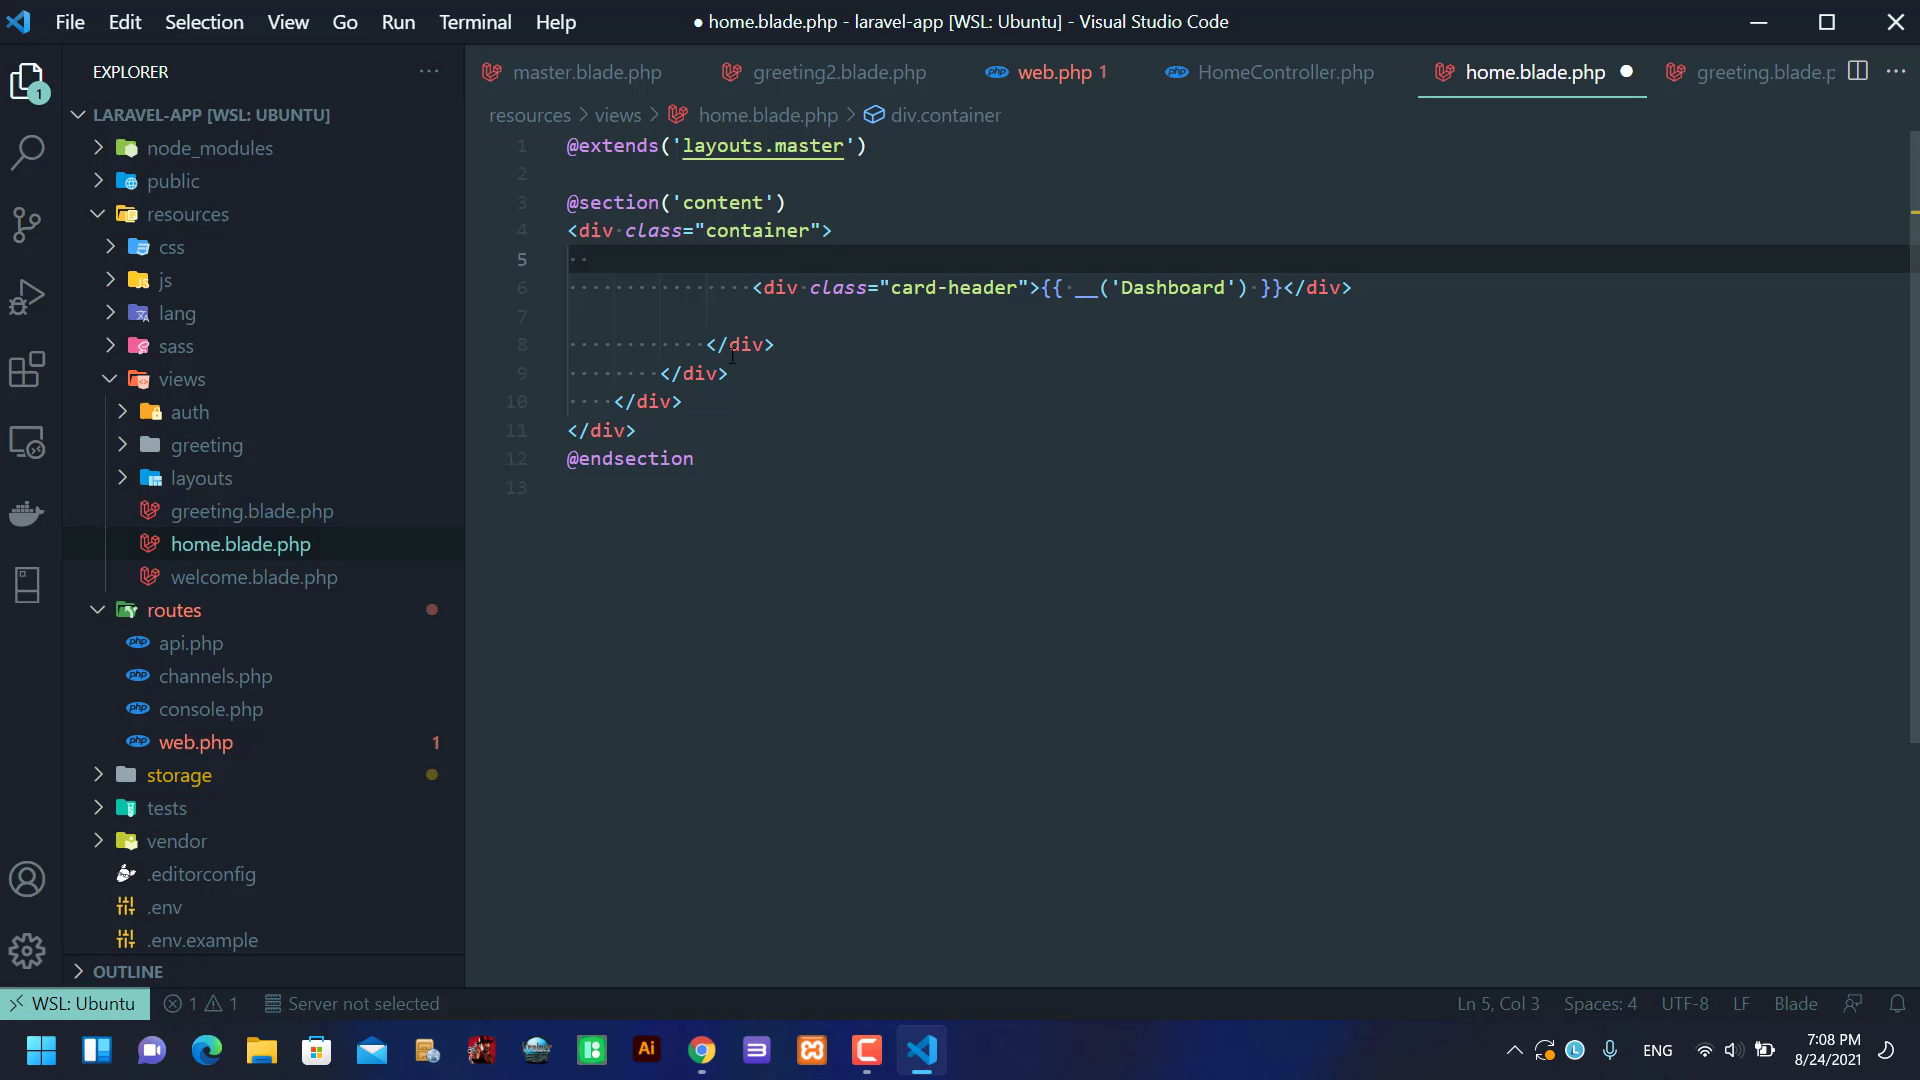 File Edit Selection View Go Run Terminal Help
● home.blade.php - laravel-app [WSL: Ubuntu] - Visual Studio Code
EXPLORER
1
LARAVEL-APP [WSL: UBUNTU]
node_modules
public
resources
css
js
lang
sass
views
auth
greeting
layouts
greeting.blade.php
home.blade.php
welcome.blade.php
routes
api.php
channels.php
console.php
web.php 1
storage
tests
vendor
.editorconfig
.env
.env.example
OUTLINE
master.blade.php greeting2.blade.php web.php 1 HomeController.php home.blade.php ● greeting.blade.p
resources > views > home.blade.php > div.container
1 @extends('layouts.master')
2
3 @section('content')
4 <div class="container">
5
6 <div class="card-header">{{ __('Dashboard') }}</div>
7
8 </div>
9 </div>
10 </div>
11 </div>
12 @endsection
13
WSL: Ubuntu 1 1 Server not selected Ln 5, Col 3 Spaces: 4 UTF-8 LF Blade
Ai
ENG
7:08 PM
8/24/2021